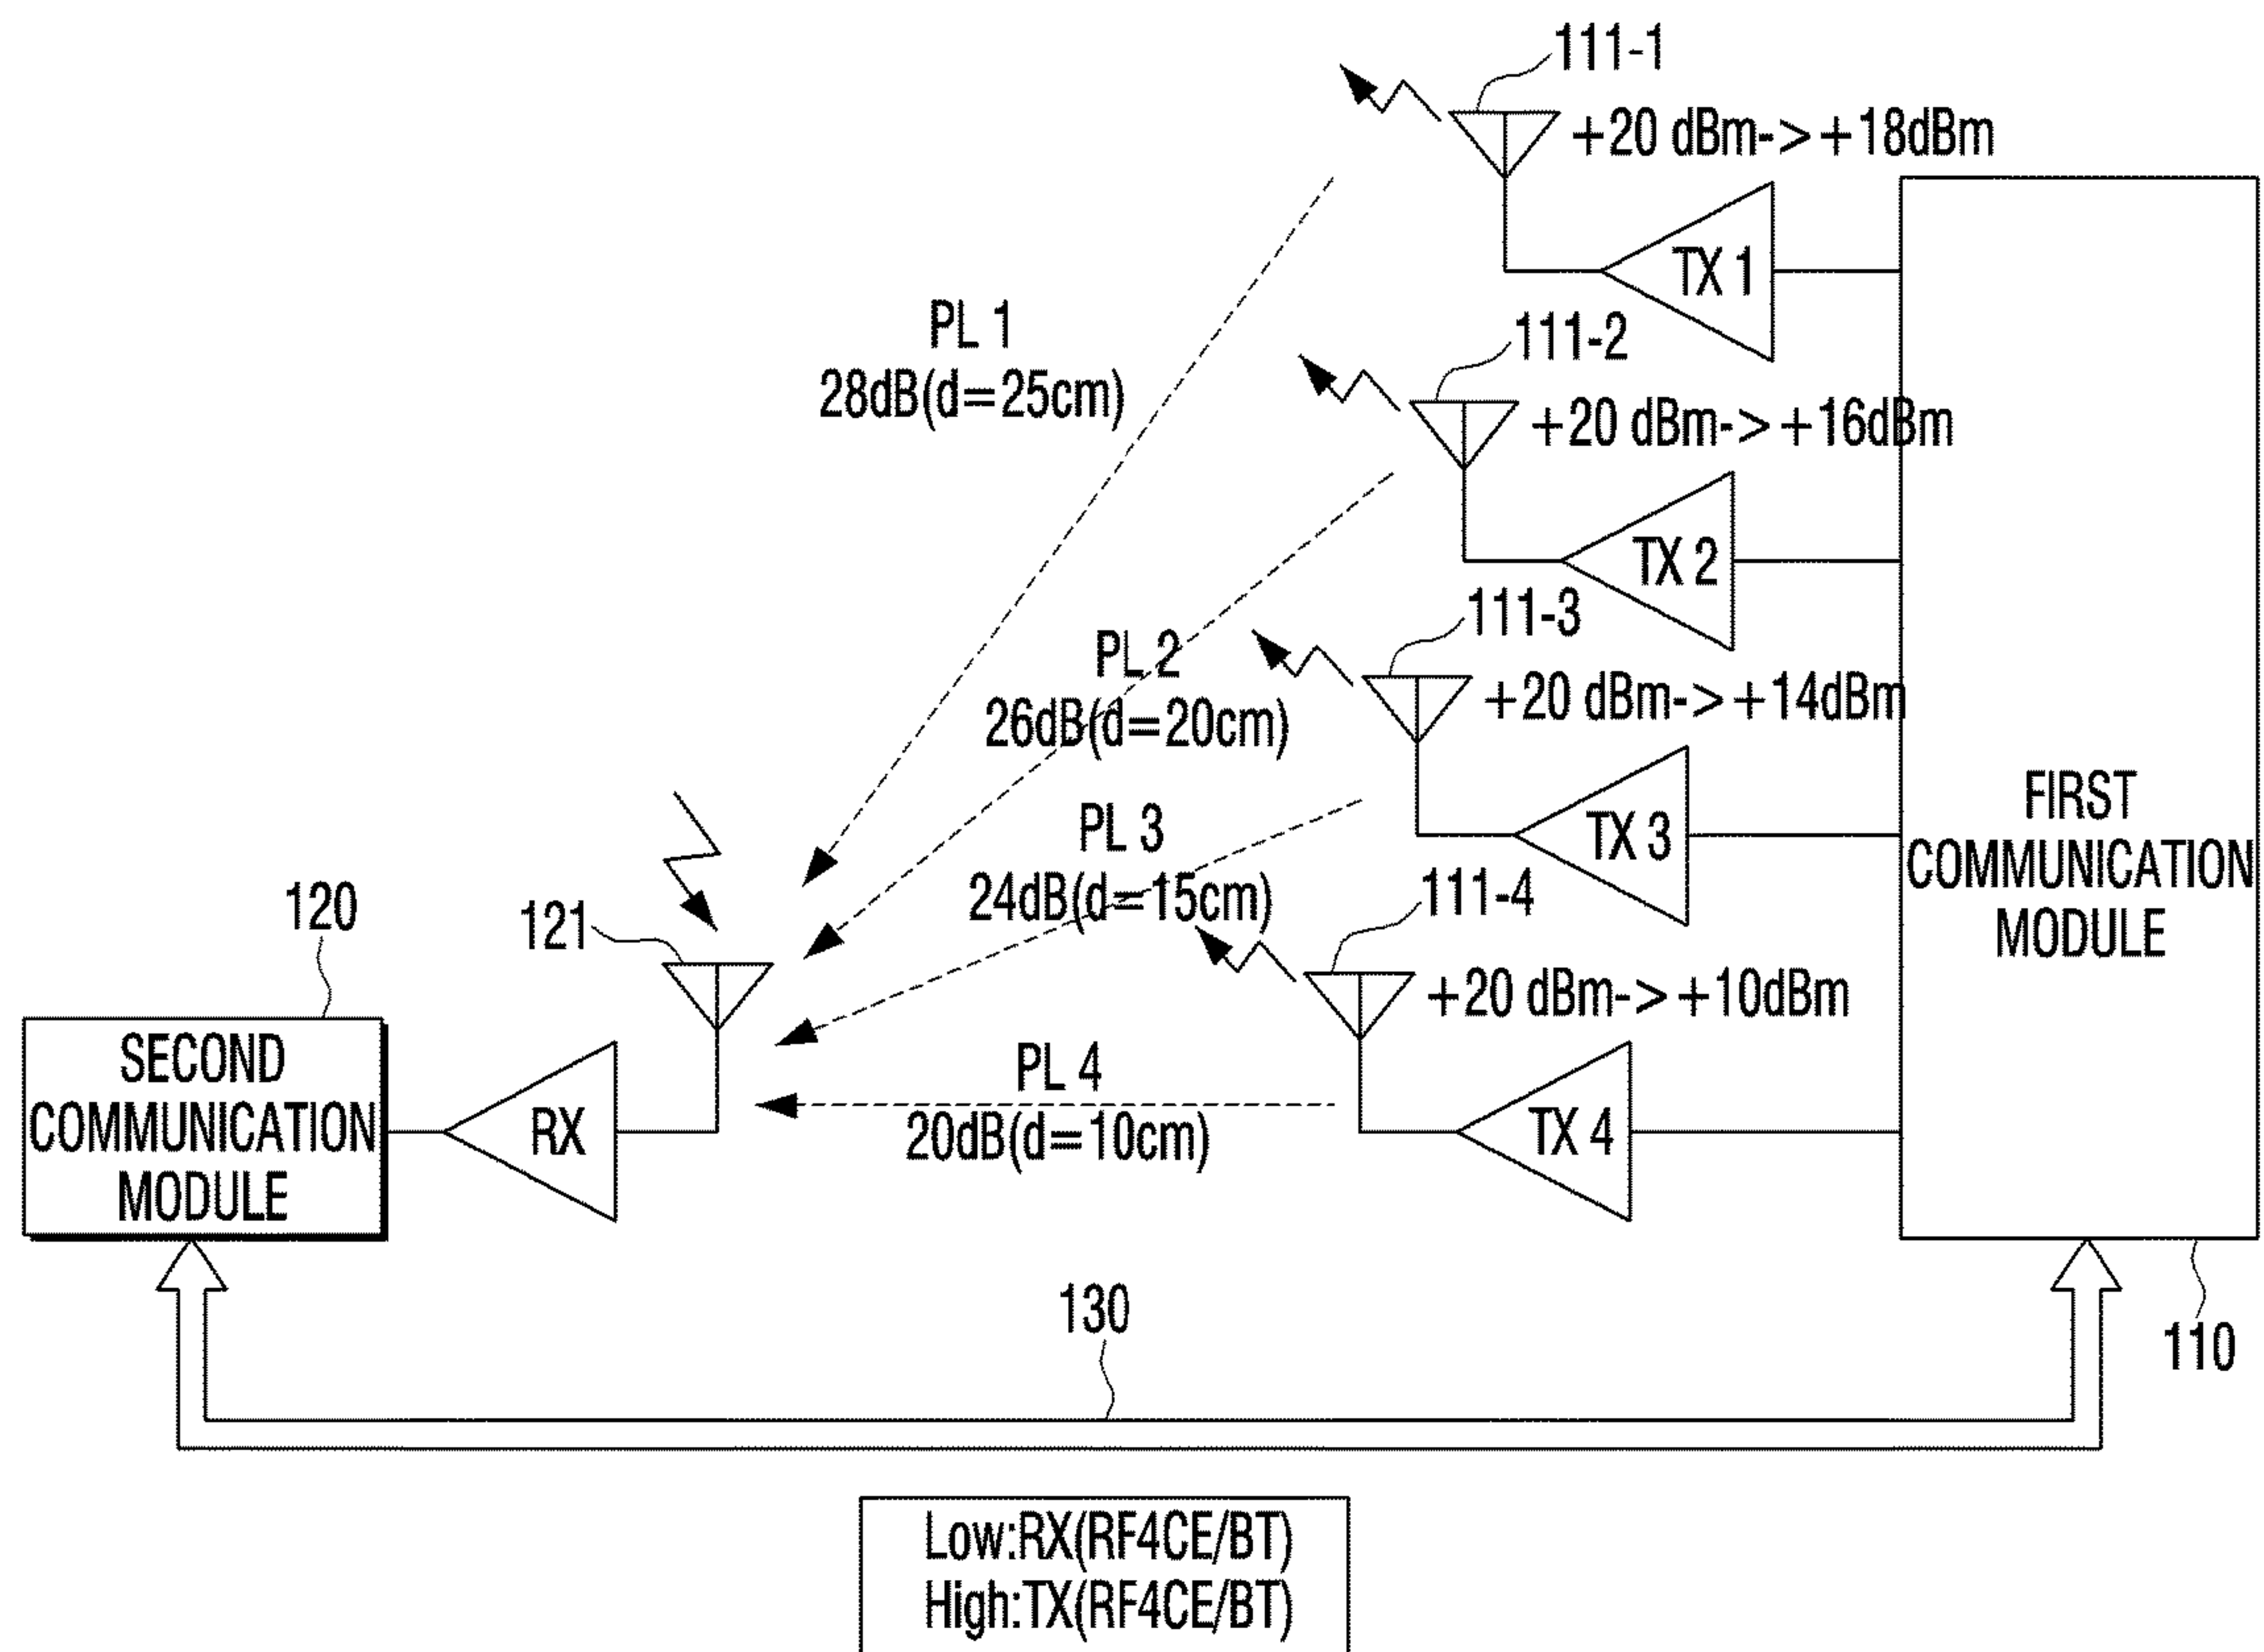 111-1
+20 dBm->+18dBm
TX 1
PL 1
28dB(d=25cm)
111-2
+20 dBm->+16dBm
TX 2
111-3
PL 2
26dB(d=20cm)
+20 dBm->+14dBm
TX 3
FIRST
COMMUNICATION
MODULE
PL 3
24dB(d=15cm)
111-4
+20 dBm->+10dBm
TX 4
120
121
SECOND
COMMUNICATION
MODULE
RX
PL 4
20dB(d=10cm)
130
110
Low:RX(RF4CE/BT)
High:TX(RF4CE/BT)